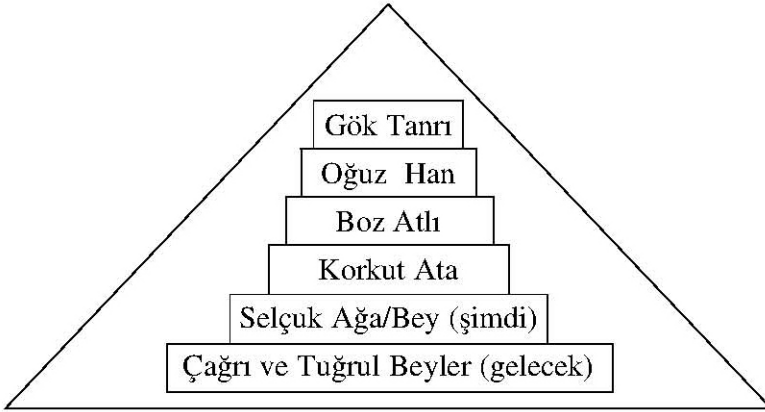 Gök Tanrı
Oğuz Han
Boz Atlı
Korkut Ata
Selçuk Ağa/Bey (şimdi)
Çağrı ve Tuğrul Beyler (gelecek)